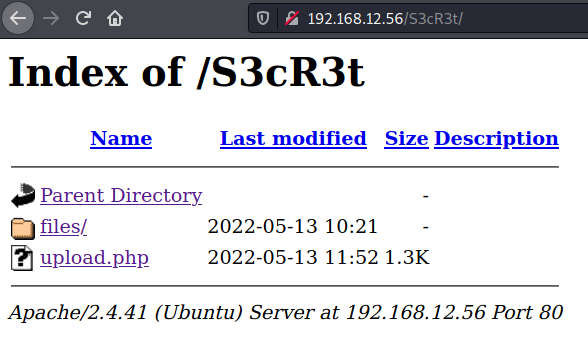 192.168.12.56/S3cR3t/
Index of /S3cR3t
Name Last modified Size Description
Parent Directory -
files/ 2022-05-13 10:21 -
upload.php 2022-05-13 11:52 1.3K
Apache/2.4.41 (Ubuntu) Server at 192.168.12.56 Port 80